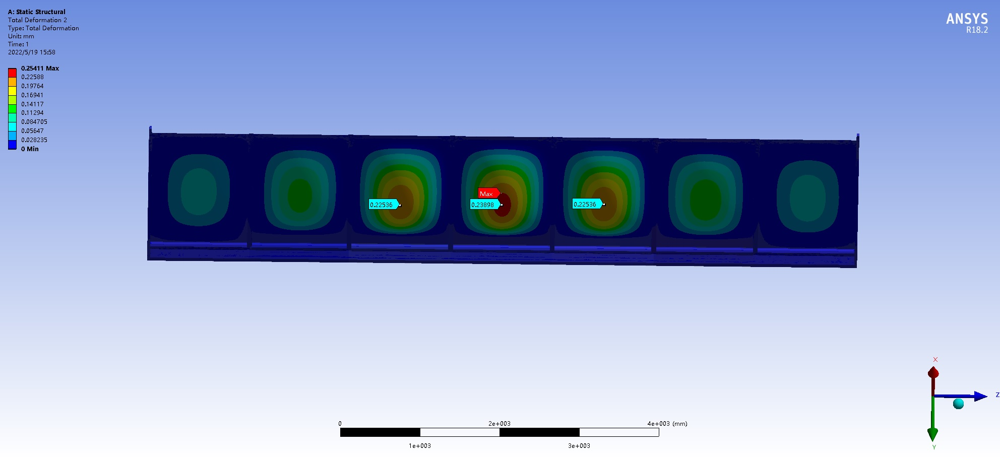 A: Static Structural
Total Deformation 2
Type: Total Deformation
Unit: mm
Time: 1
2022/5/19 15:58
ANSYS
R18.2
0.25411 Max
0.22588
0.19764
0.16941
0.14117
0.11294
0.084705
0.05647
0.028235
0 Min
Max
0.22536
0.23898
0.22536
X
Z
Y
0
2e+003
4e+003 (mm)
1e+003
3e+003